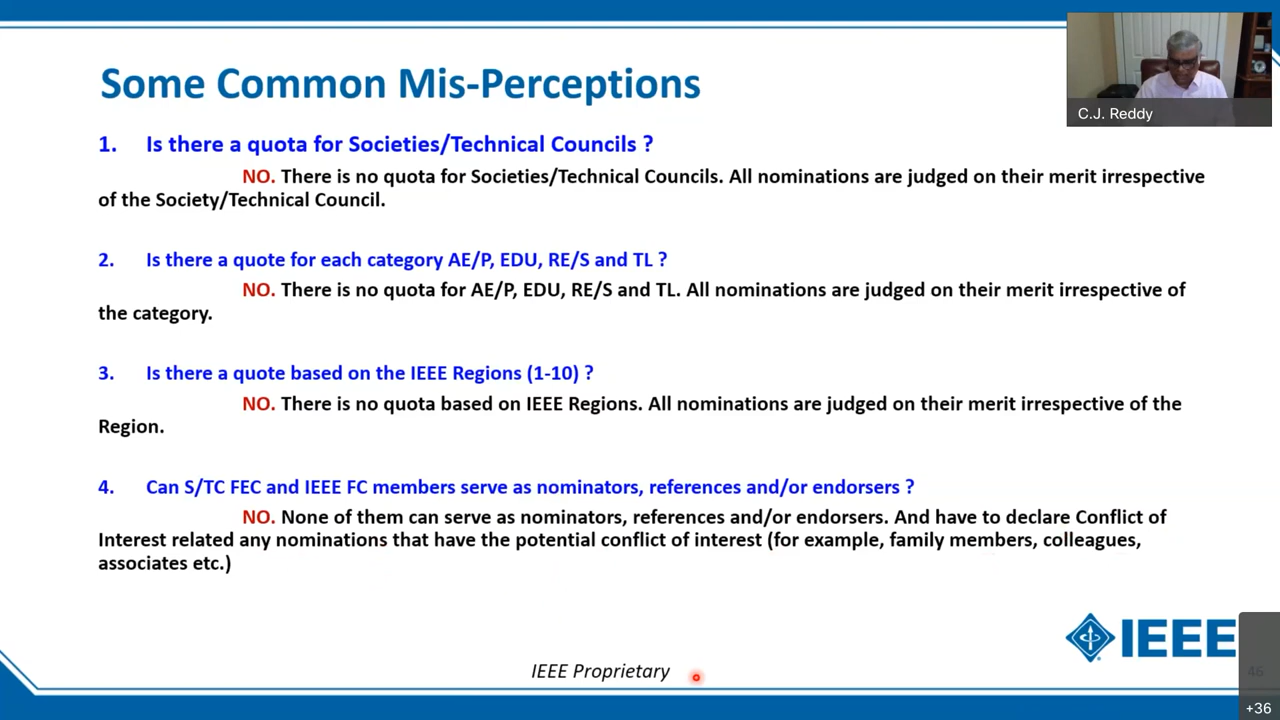 Some Common Mis-Perceptions
C.J. Reddy
1. Is there a quota for Societies/Technical Councils ?
NO. There is no quota for Societies/Technical Councils. All nominations are judged on their merit irrespective
of the Society/Technical Council.
2. Is there a quote for each category AE/P, EDU, RE/S and TL ?
NO. There is no quota for AE/P, EDU, RE/S and TL. All nominations are judged on their merit irrespective of
the category.
3. Is there a quote based on the IEEE Regions (1-10) ?
NO. There is no quota based on IEEE Regions. All nominations are judged on their merit irrespective of the
Region.
4. Can S/TC FEC and IEEE FC members serve as nominators, references and/or endorsers ?
NO. None of them can serve as nominators, references and/or endorsers. And have to declare Conflict of
Interest related any nominations that have the potential conflict of interest (for example, family members, colleagues,
associates etc.)
IEEE
IEEE Proprietary
46
+36